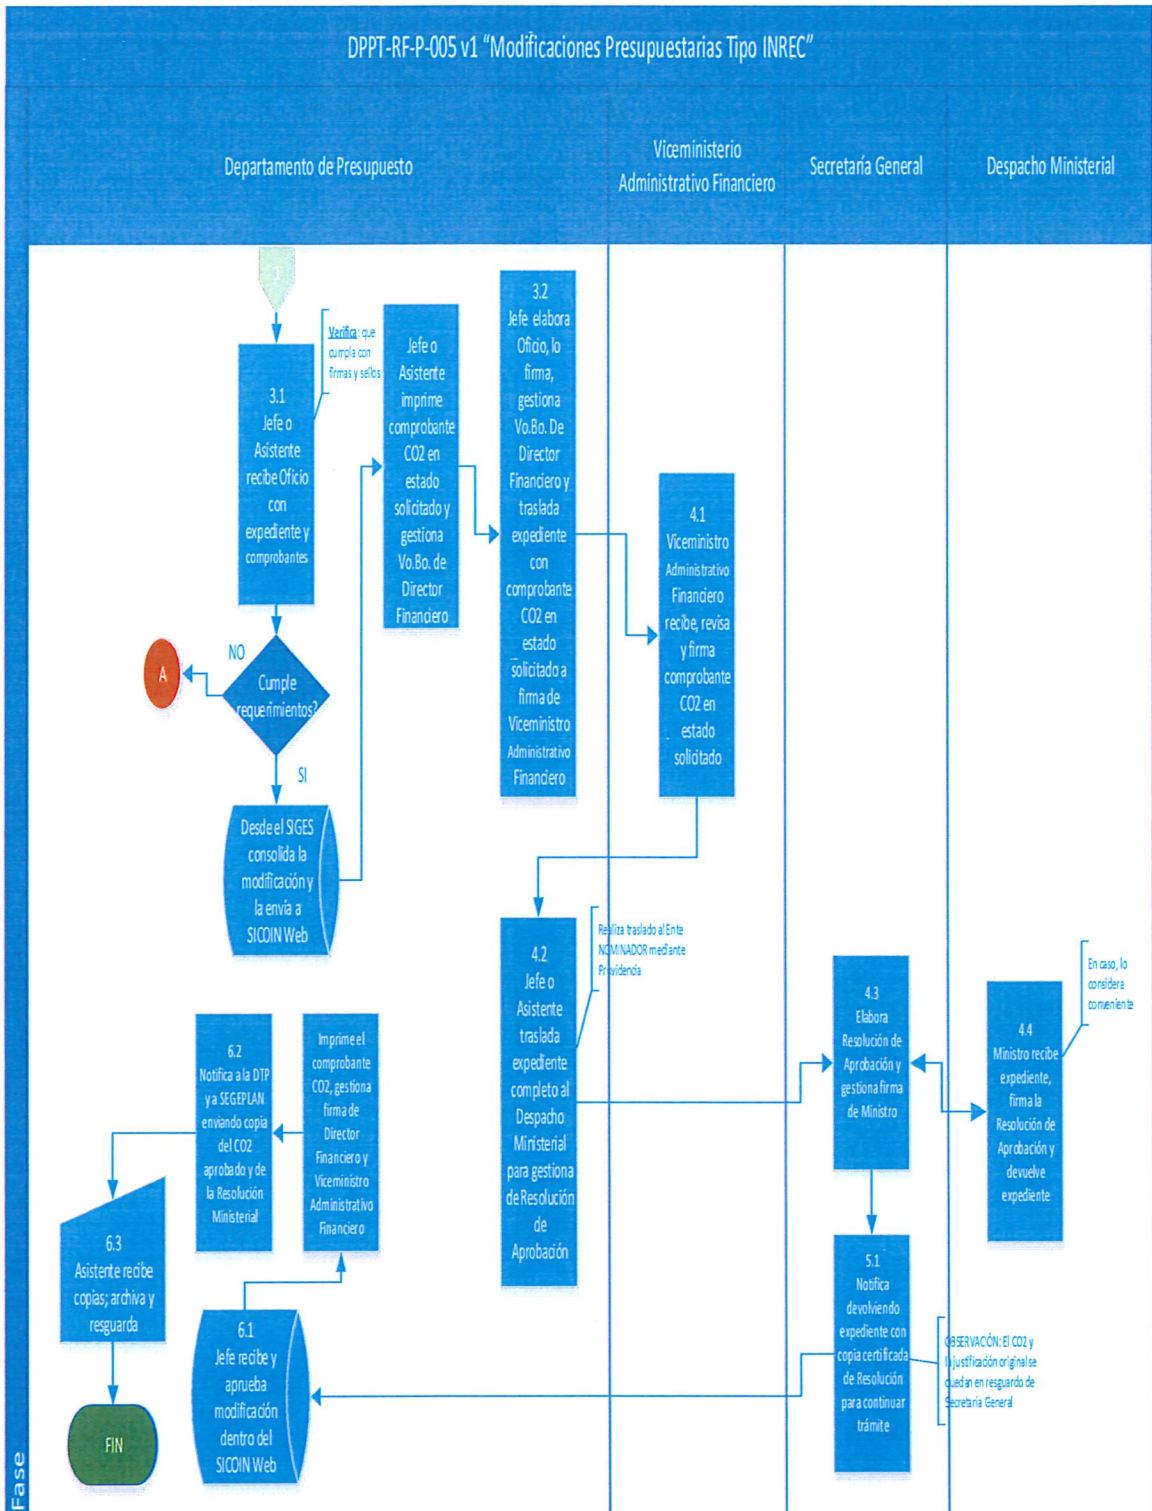 DPPT-RF-P-005 v1 “Modificaciones Presupuestarias Tipo INREC”
Departamento de Presupuesto
Viceministerio
Administrativo Financiero
Secretaría General
Despacho Ministerial
Fase
1
3.1
Jefe o
Asistente
recibe Oficio
con
expediente y
comprobantes
Verifica: que
cumpla con
firmas y sellos
Cumple
requerimientos?
NO
A
SI
Desde el SIGES
consolida la
modificación y
la envía a
SICOIN Web
Jefe o
Asistente
imprime
comprobante
CO2 en
estado
solicitado y
gestiona
Vo.Bo. de
Director
Financiero
3.2
Jefe elabora
Oficio, lo
firma,
gestiona
Vo.Bo. De
Director
Financiero y
traslada
expediente
con
comprobante
CO2 en
estado
solicitado a
firma de
Viceministro
Administrativo
Financiero
4.1
Viceministro
Administrativo
Financiero
recibe, revisa
y firma
comprobante
CO2 en
estado
solicitado
4.2
Jefe o
Asistente
traslada
expediente
completo al
Despacho
Ministerial
para gestiona
de Resolución
de
Aprobación
Realiza traslado al Ente
NOMINADOR mediante
Providencia
4.3
Elabora
Resolución de
Aprobación y
gestiona firma
de Ministro
4.4
Ministro recibe
expediente,
firma la
Resolución de
Aprobación y
devuelve
expediente
En caso, lo
considera
conveniente
5.1
Notifica
devolviendo
expediente con
copia certificada
de Resolución
para continuar
trámite
OBSERVACIÓN: El CO2 y
la justificación original se
quedan en resguardo de
Secretaría General
6.1
Jefe recibe y
aprueba
modificación
dentro del
SICOIN Web
Imprime el
comprobante
CO2, gestiona
firma de
Director
Financiero y
Viceministro
Administrativo
Financiero
6.2
Notifica a la DTP
y a SEGEPLAN
enviando copia
del CO2
aprobado y de
la Resolución
Ministerial
6.3
Asistente recibe
copias; archiva y
resguarda
FIN